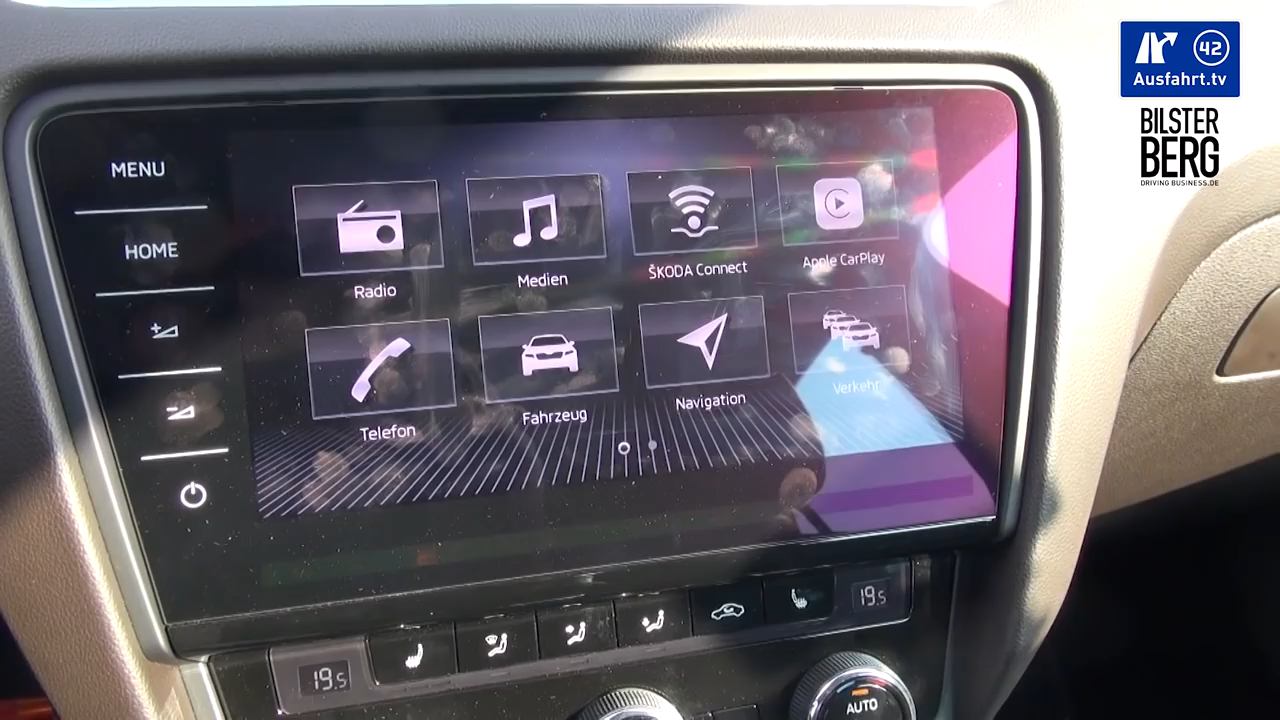 42
Ausfahrt.tv
BILSTER
BERG
DRIVING BUSINESS.DE
MENU
HOME
Radio
Medien
ŠKODA Connect
Apple CarPlay
Telefon
Fahrzeug
Navigation
Verkehr
19.5
19.5
AUTO